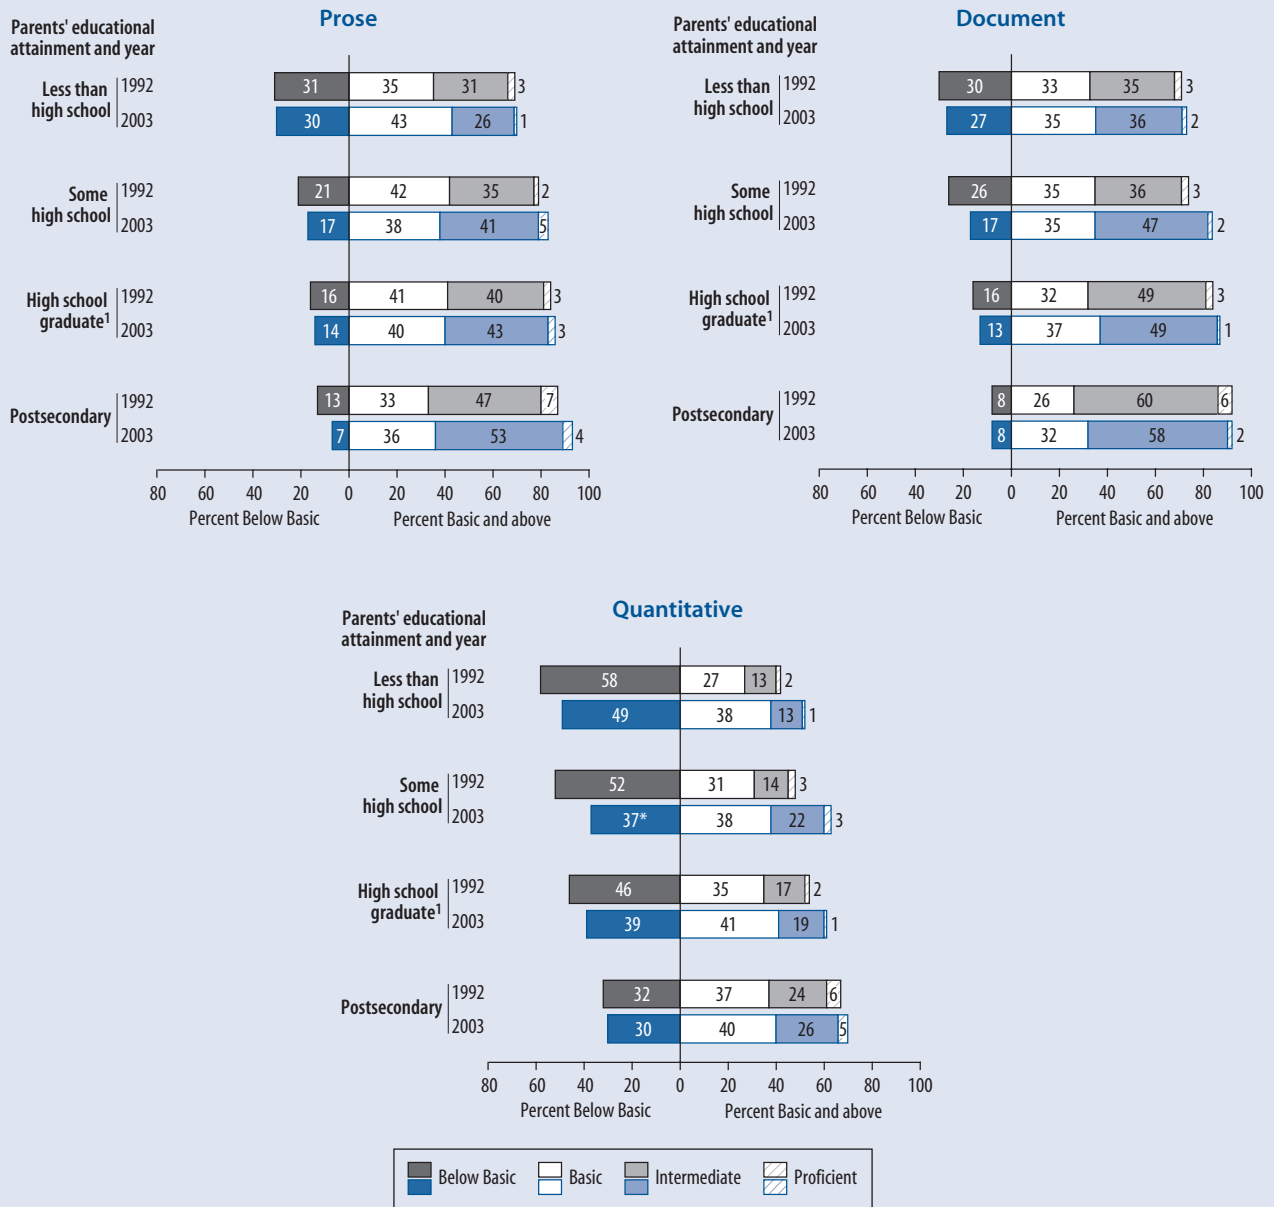 Prose
Parents' educational
attainment and year
Less than
high school
1992
31
35
31
3
2003
30
43
26
1
Some
high school
1992
21
42
35
2
2003
17
38
41
5
High school
graduate1
1992
16
41
40
3
2003
14
40
43
3
Postsecondary
1992
13
33
47
7
2003
7
36
53
4
80 60 40 20 0 20 40 60 80 100
Percent Below Basic
Percent Basic and above
Document
Parents' educational
attainment and year
Less than
high school
1992
30
33
35
3
2003
27
35
36
2
Some
high school
1992
26
35
36
3
2003
17
35
47
2
High school
graduate1
1992
16
32
49
3
2003
13
37
49
1
Postsecondary
1992
8
26
60
6
2003
8
32
58
2
80 60 40 20 0 20 40 60 80 100
Percent Below Basic
Percent Basic and above
Quantitative
Parents' educational
attainment and year
Less than
high school
1992
58
27
13
2
2003
49
38
13
1
Some
high school
1992
52
31
14
3
2003
37*
38
22
3
High school
graduate1
1992
46
35
17
2
2003
39
41
19
1
Postsecondary
1992
32
37
24
6
2003
30
40
26
5
80 60 40 20 0 20 40 60 80 100
Percent Below Basic
Percent Basic and above
Below Basic
Basic
Intermediate
Proficient